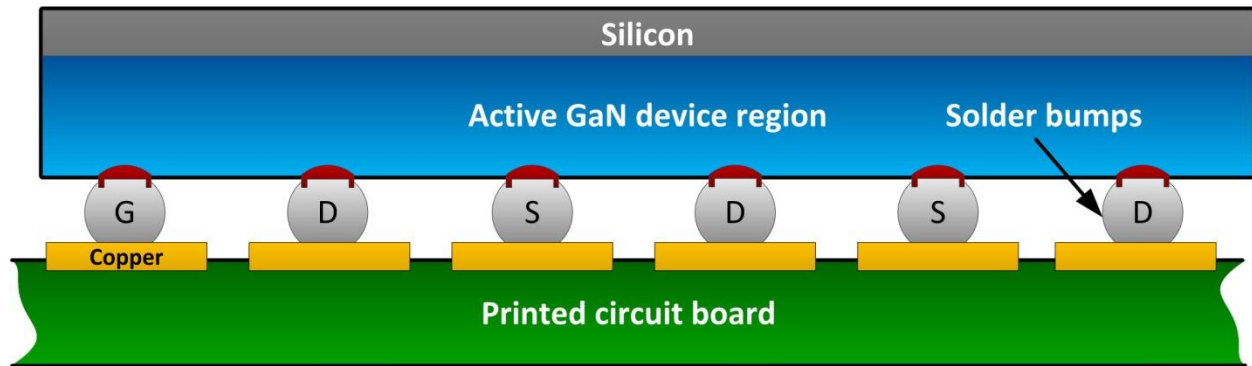 Silicon
Active GaN device region
Solder bumps
G
D
S
D
S
D
Copper
Printed circuit board